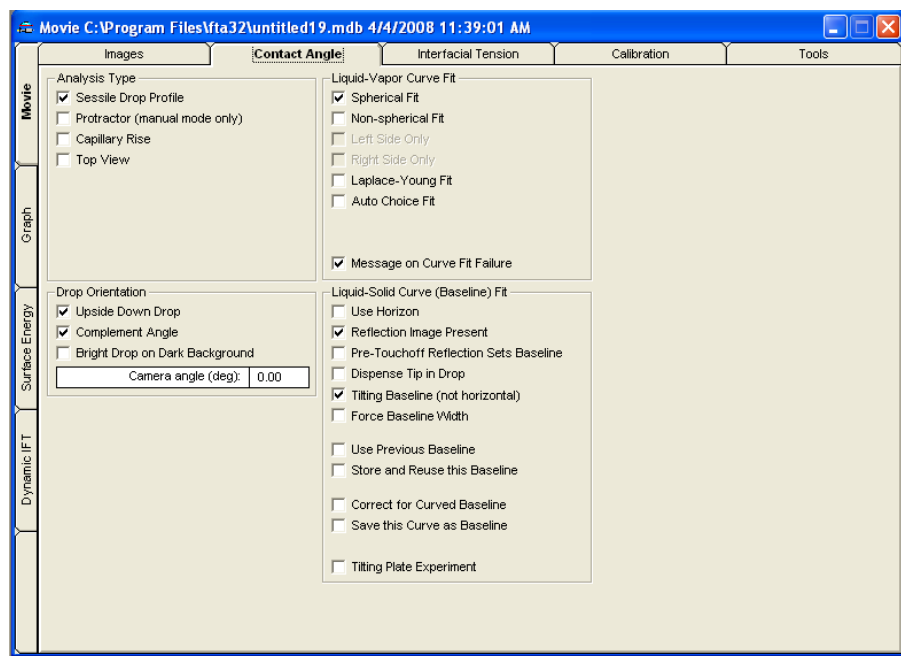 Movie C:\Program Files\fta32\untitled19.mdb 4/4/2008 11:39:01 AM
Images
Contact Angle
Interfacial Tension
Calibration
Tools
Movie
Graph
Surface Energy
Dynamic IFT
Analysis Type
Sessile Drop Profile
Protractor (manual mode only)
Capillary Rise
Top View
Liquid-Vapor Curve Fit
Spherical Fit
Non-spherical Fit
Left Side Only
Right Side Only
Laplace-Young Fit
Auto Choice Fit
Message on Curve Fit Failure
Drop Orientation
Upside Down Drop
Complement Angle
Bright Drop on Dark Background
Camera angle (deg): 0.00
Liquid-Solid Curve (Baseline) Fit
Use Horizon
Reflection Image Present
Pre-Touchoff Reflection Sets Baseline
Dispense Tip in Drop
Tilting Baseline (not horizontal)
Force Baseline Width
Use Previous Baseline
Store and Reuse this Baseline
Correct for Curved Baseline
Save this Curve as Baseline
Tilting Plate Experiment